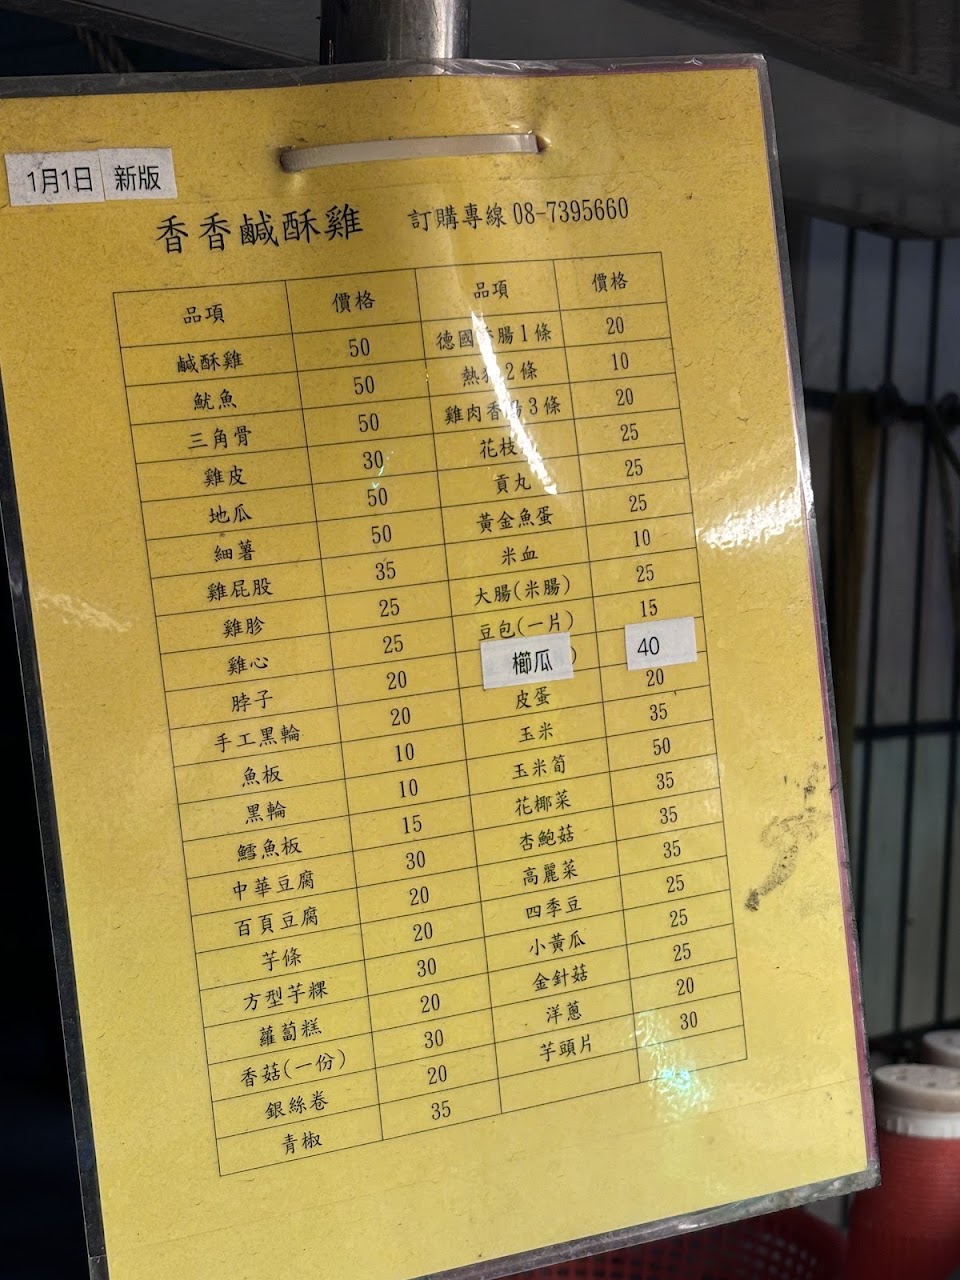 1月1日 新版
香香鹹酥雞 訂購專線 08-7395660
品項 價格 品項 價格
鹹酥雞 50 德國香腸1條 20
魷魚 50 熱狗2條 10
三角骨 50 雞肉香腸3條 20
雞皮 30 花枝 25
地瓜 50 貢丸 25
細薯 50 黃金魚蛋 25
雞屁股 35 米血 10
雞胗 25 大腸(米腸) 25
雞心 25 豆包(一片) 15
脖子 20 櫛瓜 40
手工黑輪 20 皮蛋 20
魚板 10 玉米 35
黑輪 10 玉米筍 50
鱈魚板 15 花椰菜 35
中華豆腐 30 杏鮑菇 35
百頁豆腐 20 高麗菜 35
芋條 20 四季豆 25
方型芋粿 30 小黃瓜 25
蘿蔔糕 20 金針菇 25
香菇(一份) 30 洋蔥 20
銀絲卷 20 芋頭片 30
青椒 35